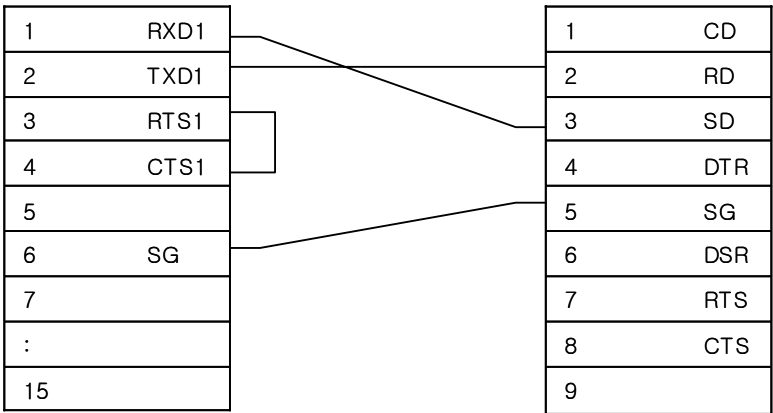 1 RXD1
2 TXD1
3 RTS1
4 CTS1
5
6 SG
7
:
15
1 CD
2 RD
3 SD
4 DTR
5 SG
6 DSR
7 RTS
8 CTS
9